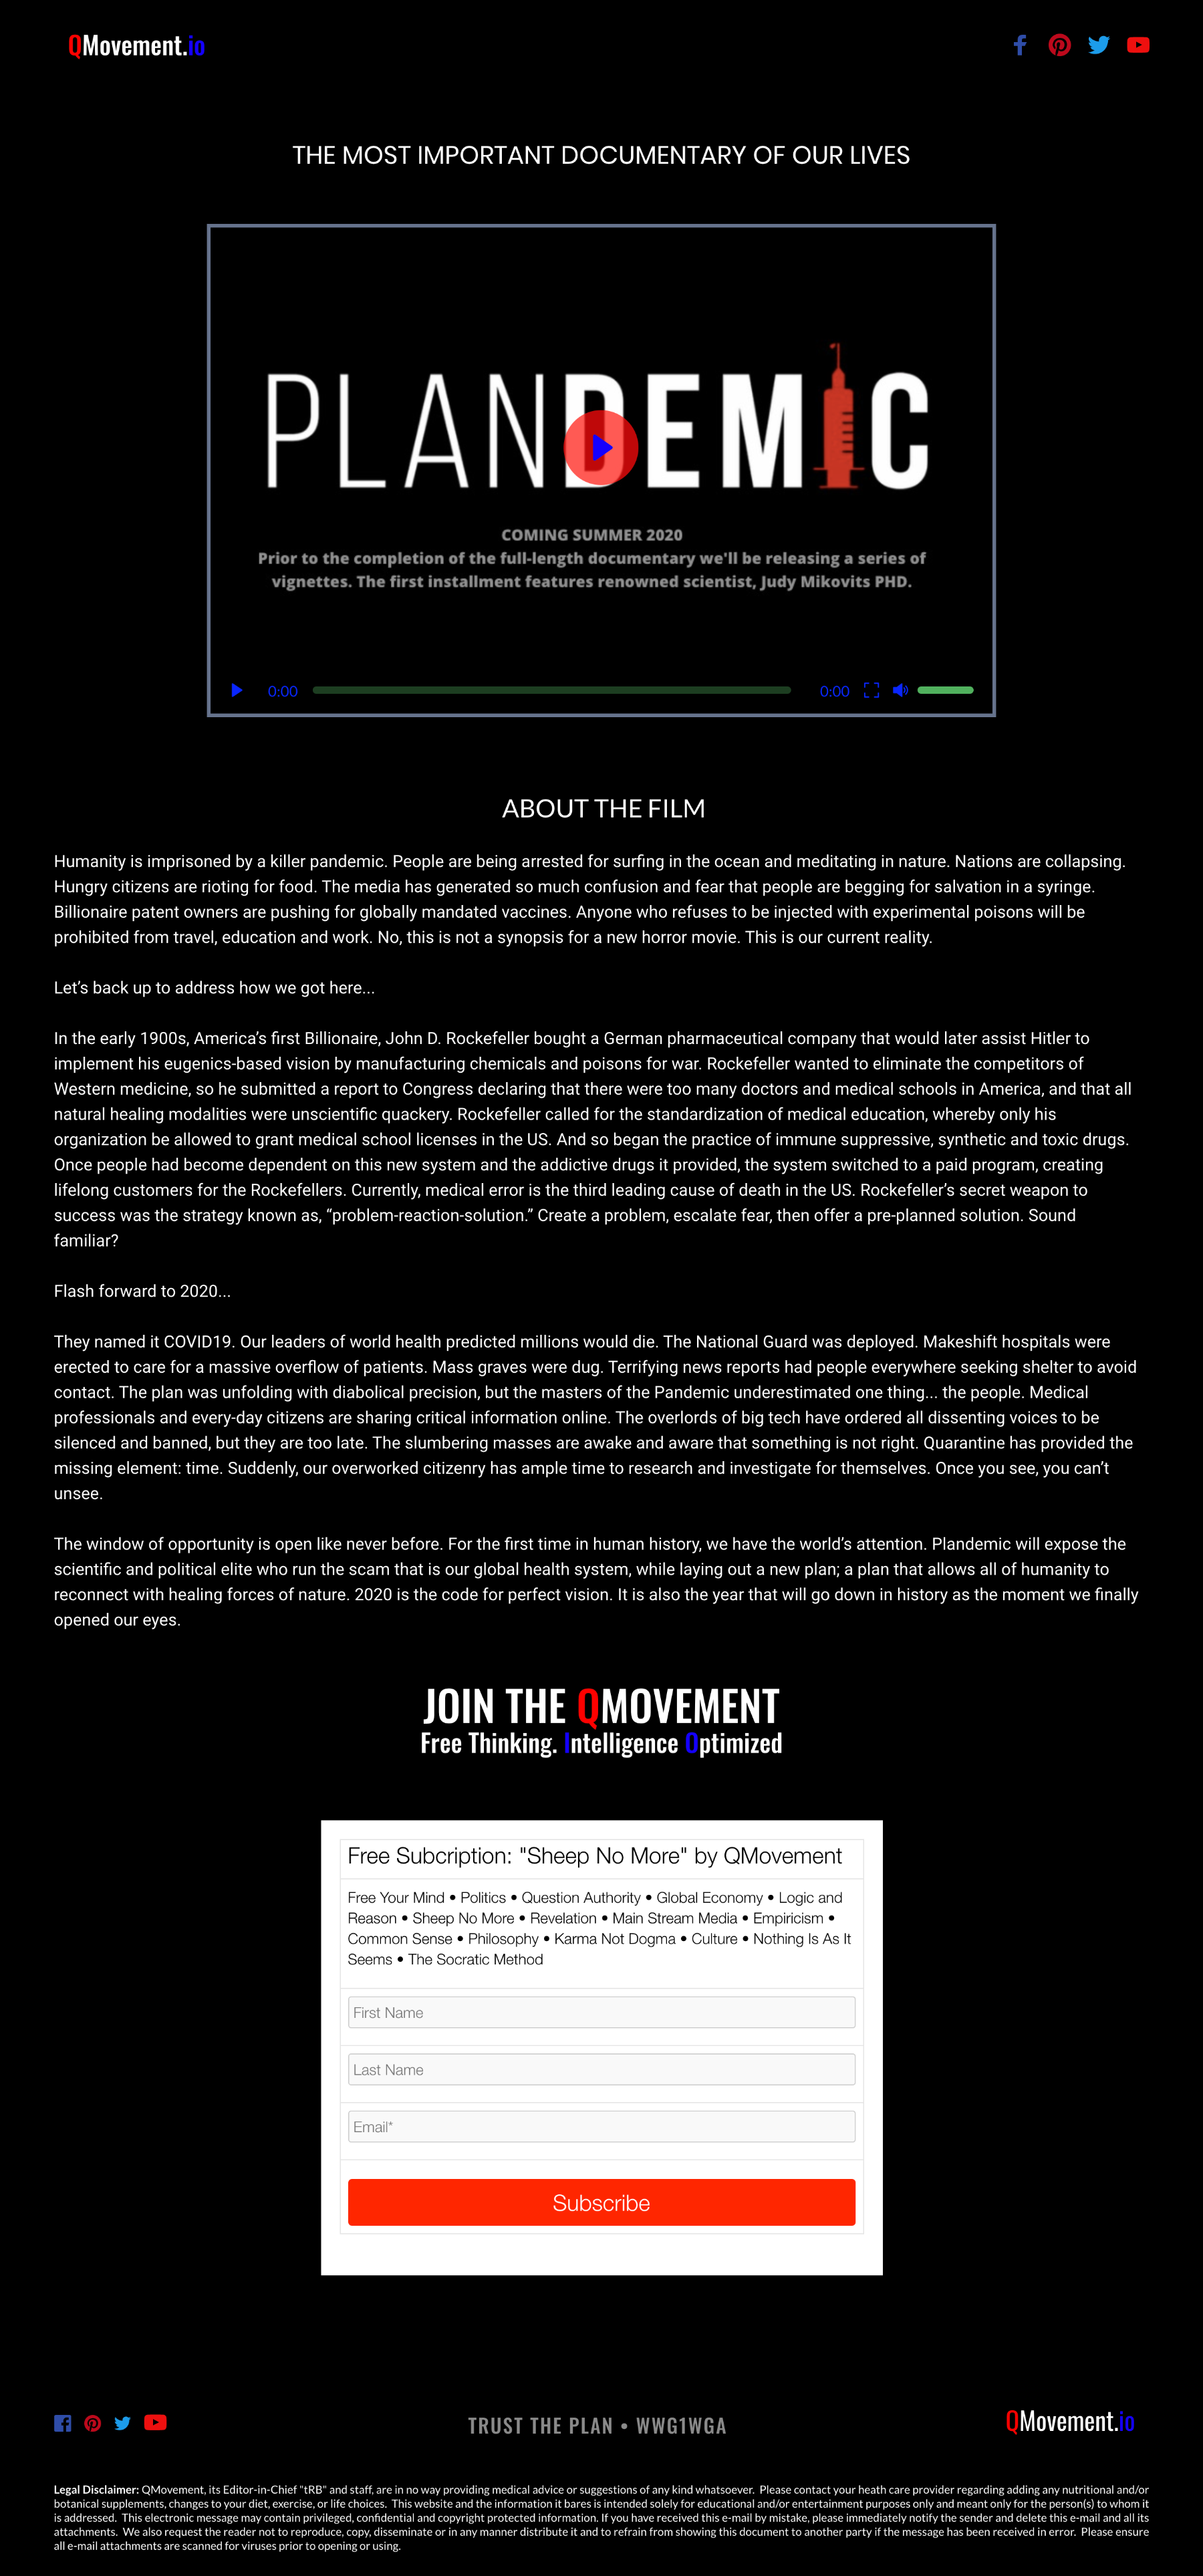 QMovement.io
THE MOST IMPORTANT DOCUMENTARY OF OUR LIVES
PLANDEMIC
COMING SUMMER 2020
Prior to the completion of the full-length documentary we'll be releasing a series of
vignettes. The first installment features renowned scientist, Judy Mikovits PHD.
0:00
0:00
ABOUT THE FILM
Humanity is imprisoned by a killer pandemic. People are being arrested for surfing in the ocean and meditating in nature. Nations are collapsing.
Hungry citizens are rioting for food. The media has generated so much confusion and fear that people are begging for salvation in a syringe.
Billionaire patent owners are pushing for globally mandated vaccines. Anyone who refuses to be injected with experimental poisons will be
prohibited from travel, education and work. No, this is not a synopsis for a new horror movie. This is our current reality.
Let’s back up to address how we got here...
In the early 1900s, America’s first Billionaire, John D. Rockefeller bought a German pharmaceutical company that would later assist Hitler to
implement his eugenics-based vision by manufacturing chemicals and poisons for war. Rockefeller wanted to eliminate the competitors of
Western medicine, so he submitted a report to Congress declaring that there were too many doctors and medical schools in America, and that all
natural healing modalities were unscientific quackery. Rockefeller called for the standardization of medical education, whereby only his
organization be allowed to grant medical school licenses in the US. And so began the practice of immune suppressive, synthetic and toxic drugs.
Once people had become dependent on this new system and the addictive drugs it provided, the system switched to a paid program, creating
lifelong customers for the Rockefellers. Currently, medical error is the third leading cause of death in the US. Rockefeller’s secret weapon to
success was the strategy known as, “problem-reaction-solution.” Create a problem, escalate fear, then offer a pre-planned solution. Sound
familiar?
Flash forward to 2020...
They named it COVID19. Our leaders of world health predicted millions would die. The National Guard was deployed. Makeshift hospitals were
erected to care for a massive overflow of patients. Mass graves were dug. Terrifying news reports had people everywhere seeking shelter to avoid
contact. The plan was unfolding with diabolical precision, but the masters of the Pandemic underestimated one thing... the people. Medical
professionals and every-day citizens are sharing critical information online. The overlords of big tech have ordered all dissenting voices to be
silenced and banned, but they are too late. The slumbering masses are awake and aware that something is not right. Quarantine has provided the
missing element: time. Suddenly, our overworked citizenry has ample time to research and investigate for themselves. Once you see, you can’t
unsee.
The window of opportunity is open like never before. For the first time in human history, we have the world’s attention. Plandemic will expose the
scientific and political elite who run the scam that is our global health system, while laying out a new plan; a plan that allows all of humanity to
reconnect with healing forces of nature. 2020 is the code for perfect vision. It is also the year that will go down in history as the moment we finally
opened our eyes.
JOIN THE QMOVEMENT
Free Thinking. Intelligence Optimized
Free Subcription: "Sheep No More" by QMovement
Free Your Mind • Politics • Question Authority • Global Economy • Logic and
Reason • Sheep No More • Revelation • Main Stream Media • Empiricism •
Common Sense • Philosophy • Karma Not Dogma • Culture • Nothing Is As It
Seems • The Socratic Method
First Name
Last Name
Email*
Subscribe
TRUST THE PLAN • WWG1WGA
QMovement.io
Legal Disclaimer: QMovement, its Editor-in-Chief "tRB" and staff, are in no way providing medical advice or suggestions of any kind whatsoever. Please contact your heath care provider regarding adding any nutritional and/or
botanical supplements, changes to your diet, exercise, or life choices. This website and the information it bares is intended solely for educational and/or entertainment purposes only and meant only for the person(s) to whom it
is addressed. This electronic message may contain privileged, confidential and copyright protected information. If you have received this e-mail by mistake, please immediately notify the sender and delete this e-mail and all its
attachments. We also request the reader not to reproduce, copy, disseminate or in any manner distribute it and to refrain from showing this document to another party if the message has been received in error. Please ensure
all e-mail attachments are scanned for viruses prior to opening or using.